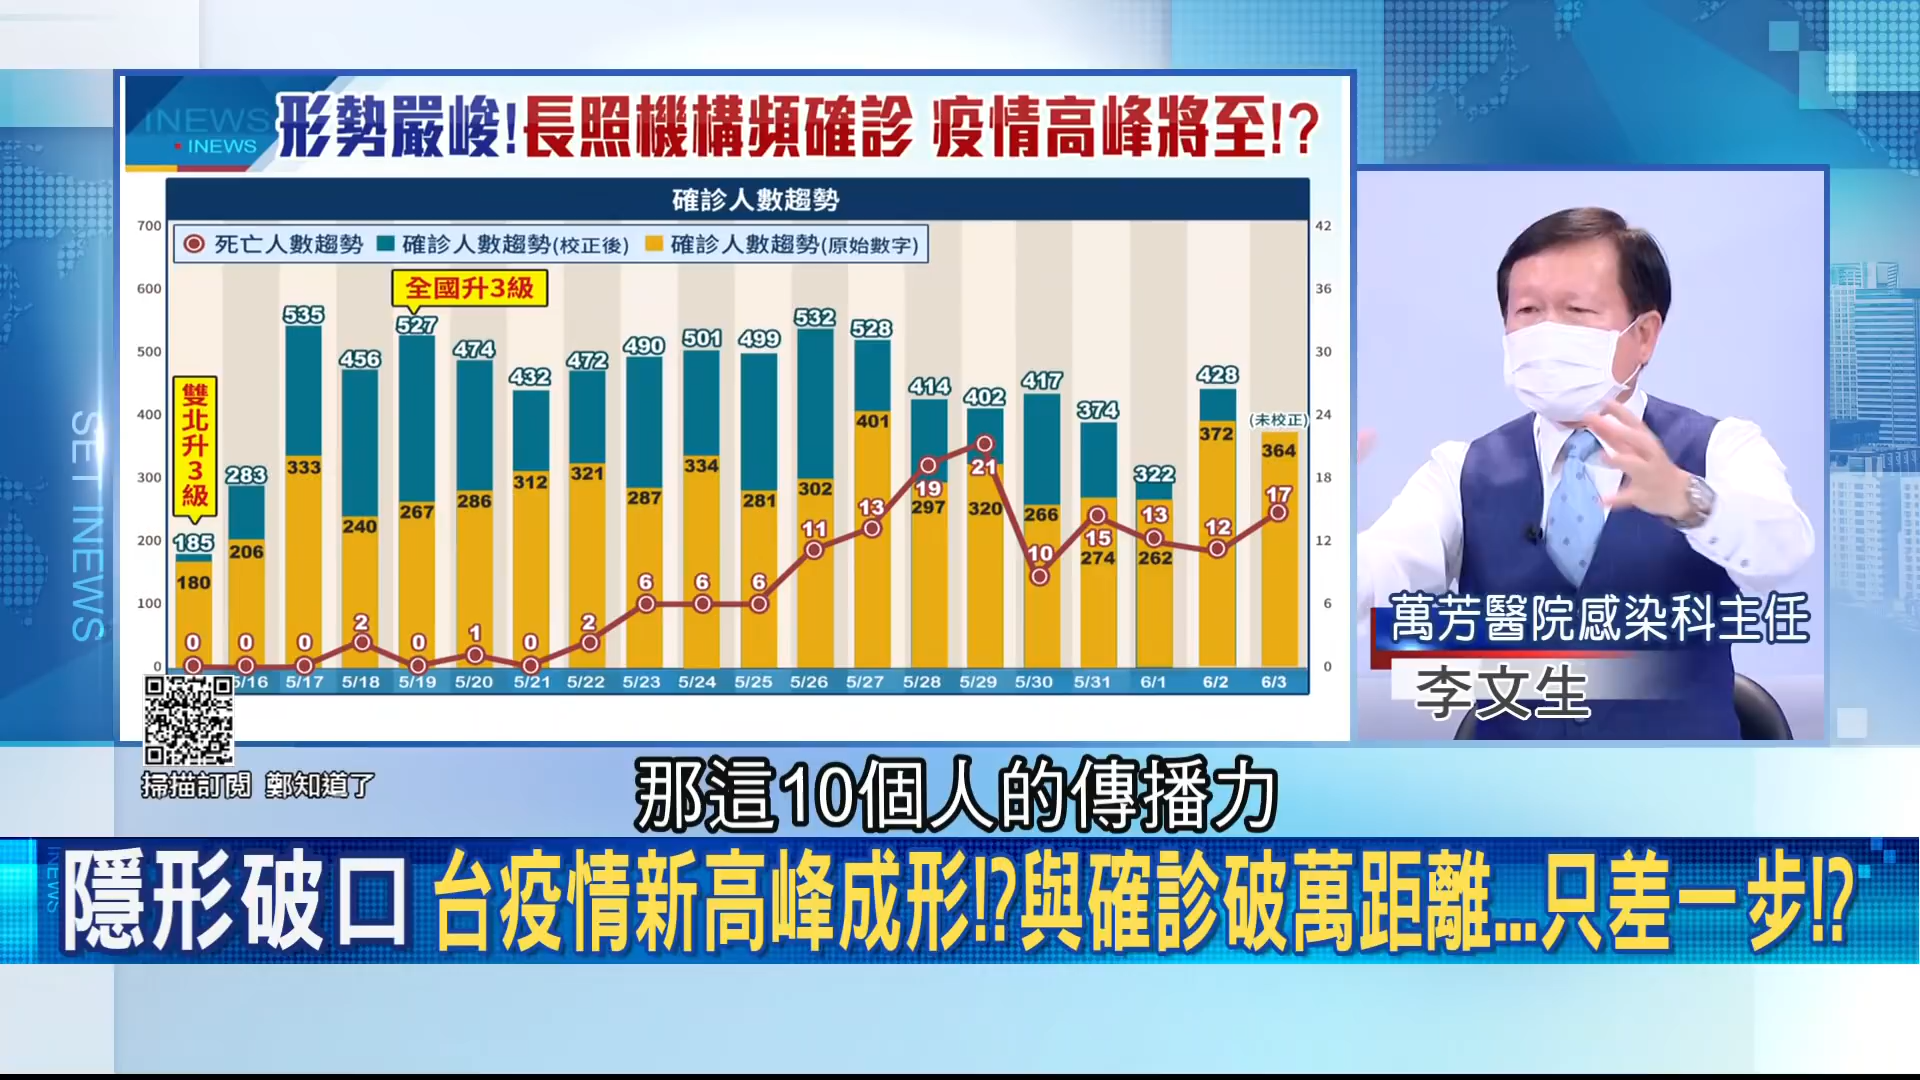 INEWS
INEWS
形勢嚴峻!長照機構頻確診 疫情高峰將至!?
確診人數趨勢
死亡人數趨勢 確診人數趨勢(校正後) 確診人數趨勢(原始數字)
700 600 500 400 300 200 100 0
42 36 30 24 18 12 6 0
雙北升3級
全國升3級
185 283 535 456 527 474 432 472 490 501 499 532 528 414 402 417 374 322 428 (未校正)
180 206 333 240 267 286 312 321 287 334 281 302 401 297 320 266 274 262 372 364
0 0 0 2 0 1 0 2 6 6 6 11 13 19 21 10 15 13 12 17
5/16 5/17 5/18 5/19 5/20 5/21 5/22 5/23 5/24 5/25 5/26 5/27 5/28 5/29 5/30 5/31 6/1 6/2 6/3
SET INEWS
萬芳醫院感染科主任
李文生
掃描訂閱 鄭知道了
那這10個人的傳播力
隱形破口 台疫情新高峰成形!?與確診破萬距離...只差一步!?